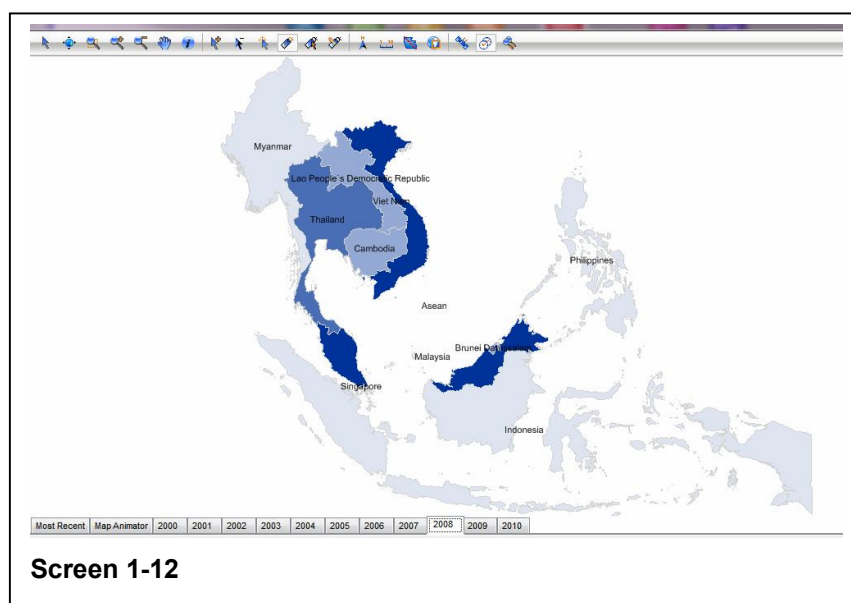 Myanmar
Lao People's Democratic Republic
Viet Nam
Thailand
Cambodia
Philippines
Asean
Brunei Darussalam
Malaysia
Singapore
Indonesia
Most Recent Map Animator 2000 2001 2002 2003 2004 2005 2006 2007 2008 2009 2010
Screen 1-12